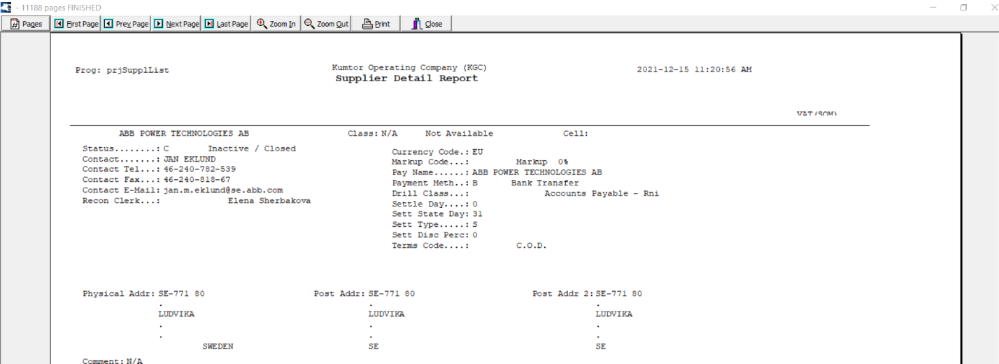 - 11188 pages FINISHED
Pages First Page Prev Page Next Page Last Page Zoom In Zoom Out Print Close
Prog: prjSupplList Kumtor Operating Company (KGC) 2021-12-15 11:20:56 AM
Supplier Detail Report
VAT (SOM)
ABB POWER TECHNOLOGIES AB Class: N/A Not Available Cell:
Status........: C Inactive / Closed
Contact.......: JAN EKLUND
Contact Tel...: 46-240-782-539
Contact Fax...: 46-240-818-67
Contact E-Mail: jan.m.eklund@se.abb.com
Recon Clerk...: Elena Sherbakova
Currency Code.: EU
Markup Code...: Markup 0%
Pay Name......: ABB POWER TECHNOLOGIES AB
Payment Meth..: B Bank Transfer
Drill Class...: Accounts Payable - Rni
Settle Day....: 0
Sett State Day: 31
Sett Type.....: S
Sett Disc Perc: 0
Terms Code....: C.O.D.
Physical Addr: SE-771 80 Post Addr: SE-771 80 Post Addr 2: SE-771 80
. . .
LUDVIKA LUDVIKA LUDVIKA
. . .
. . .
SWEDEN SE SE
Comment: N/A